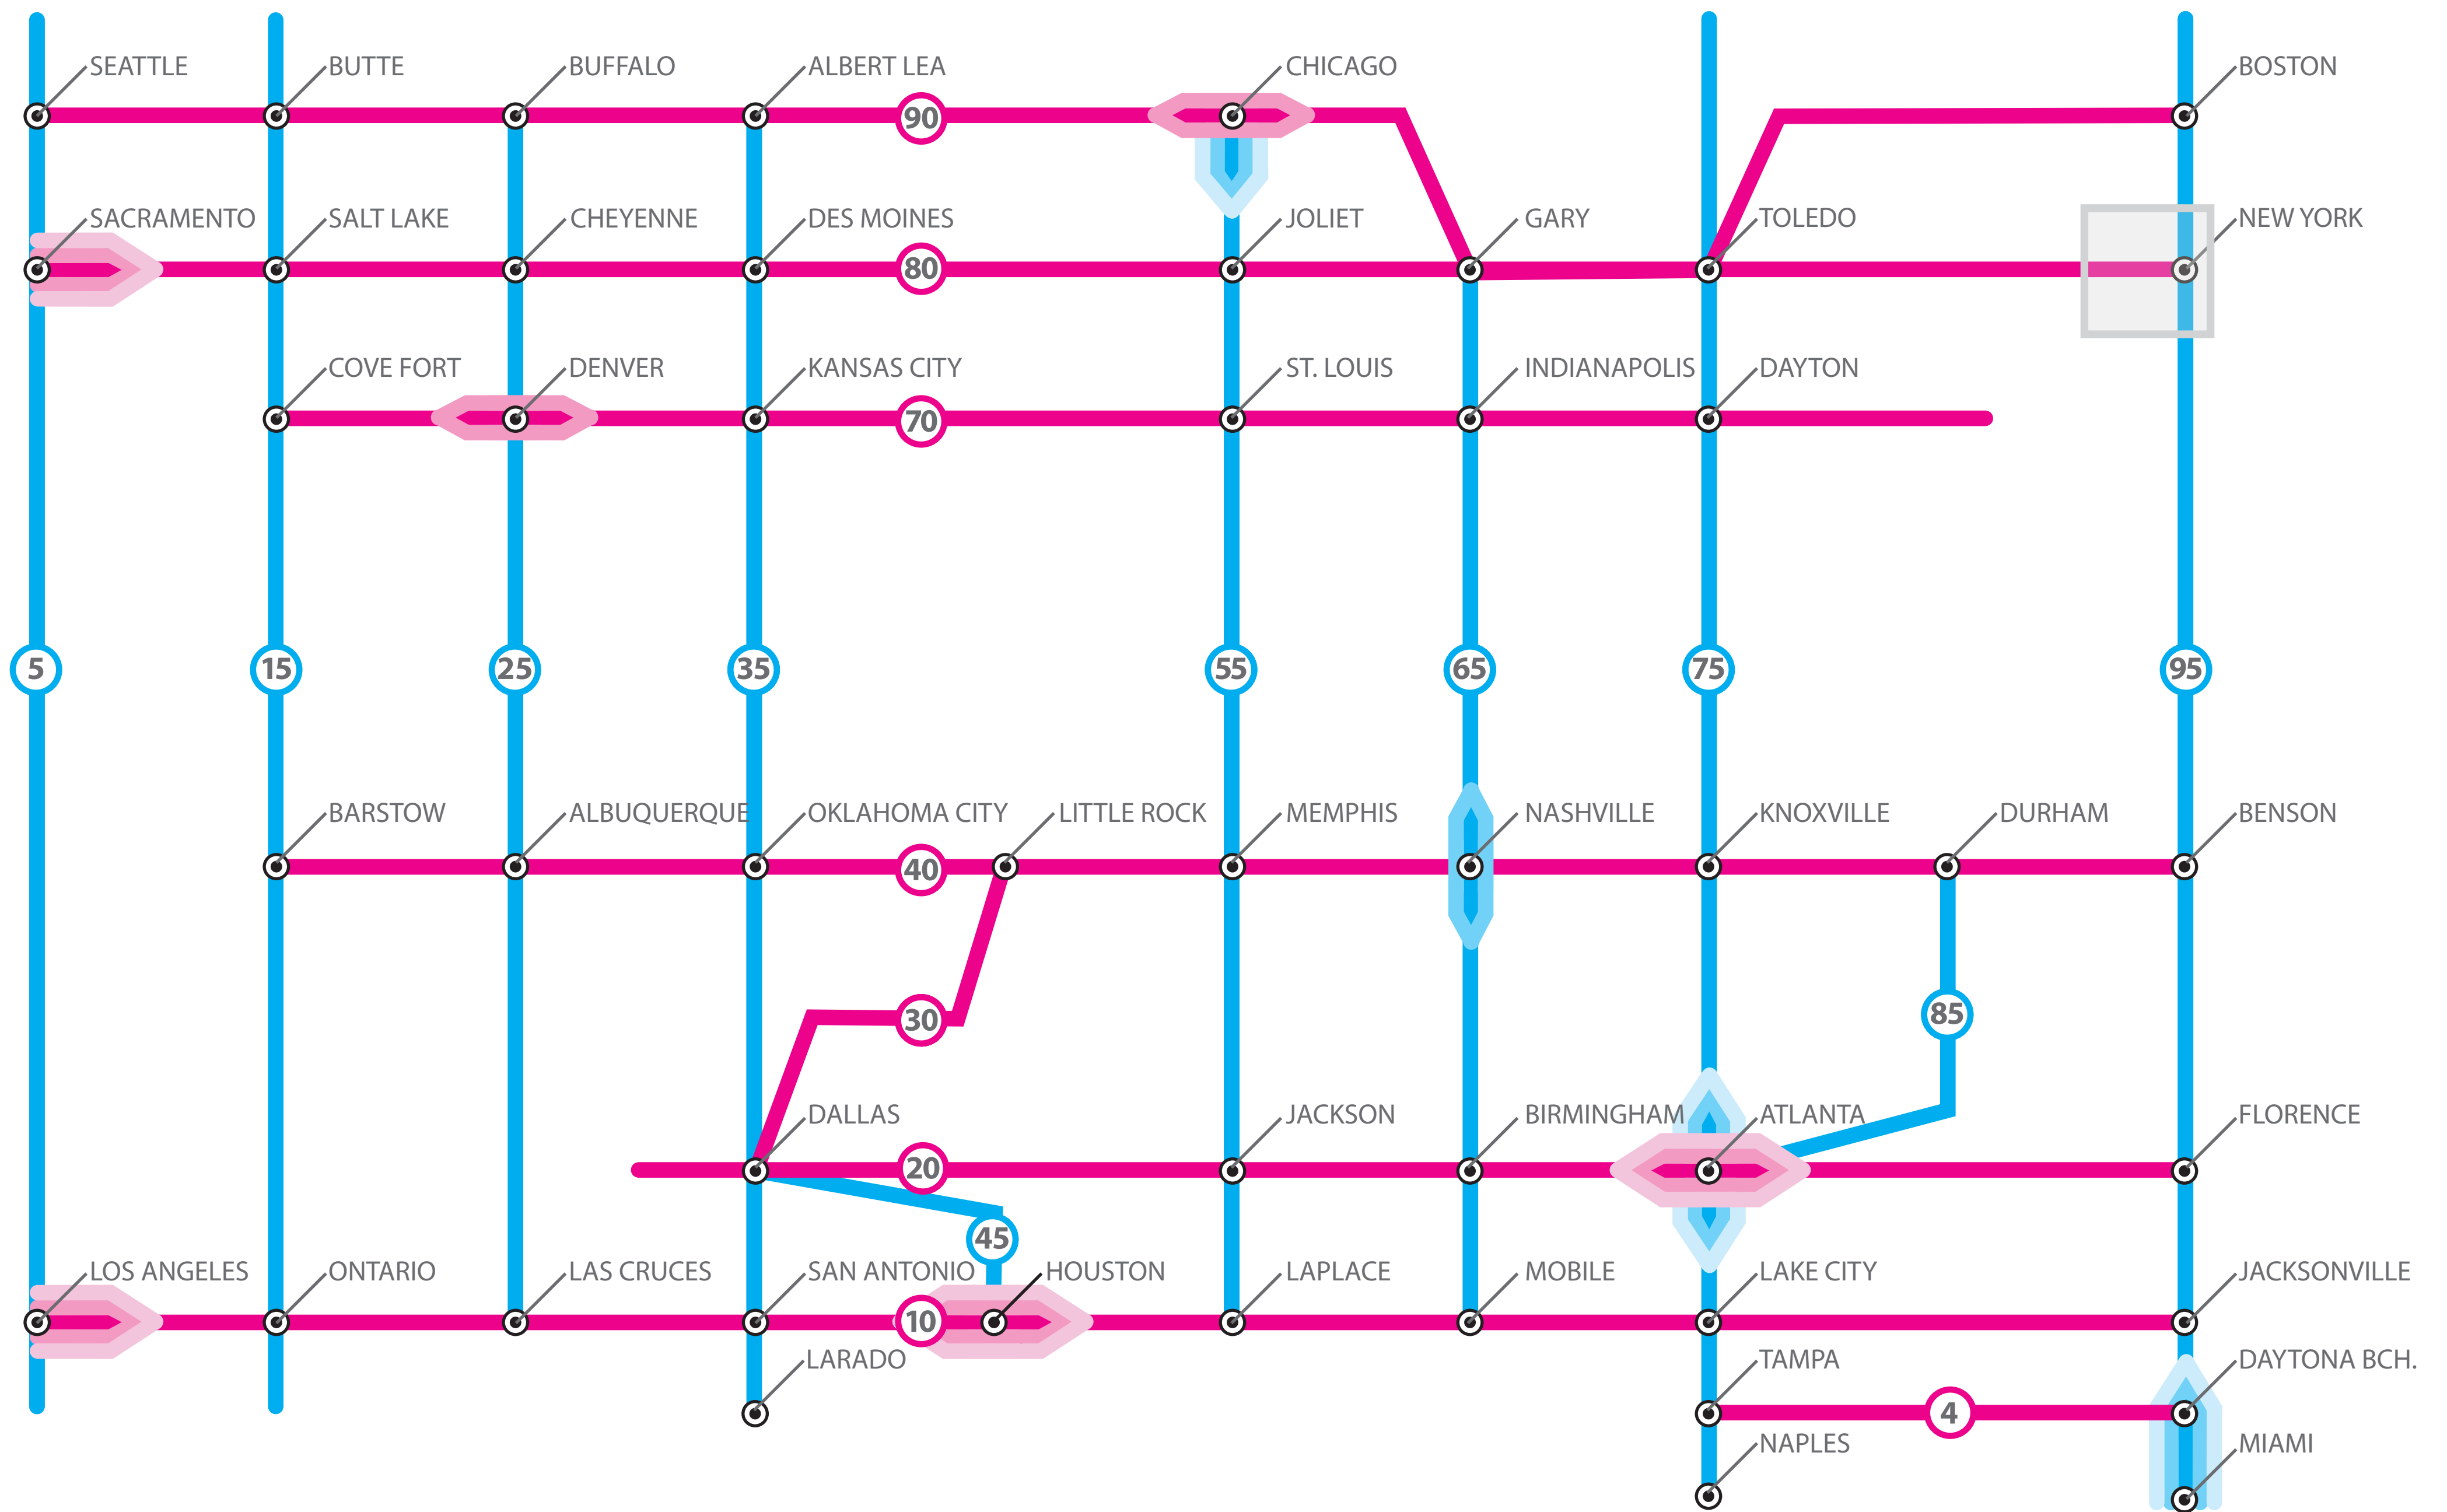 SEATTLE
BUTTE
BUFFALO
ALBERT LEA
CHICAGO
BOSTON
90
SACRAMENTO
SALT LAKE
CHEYENNE
DES MOINES
JOLIET
GARY
TOLEDO
NEW YORK
80
COVE FORT
DENVER
KANSAS CITY
ST. LOUIS
INDIANAPOLIS
DAYTON
70
5
15
25
35
55
65
75
95
BARSTOW
ALBUQUERQUE
OKLAHOMA CITY
LITTLE ROCK
MEMPHIS
NASHVILLE
KNOXVILLE
DURHAM
BENSON
40
30
85
DALLAS
JACKSON
BIRMINGHAM
ATLANTA
FLORENCE
20
45
LOS ANGELES
ONTARIO
LAS CRUCES
SAN ANTONIO
HOUSTON
LAPLACE
MOBILE
LAKE CITY
JACKSONVILLE
10
LARADO
TAMPA
DAYTONA BCH.
4
NAPLES
MIAMI